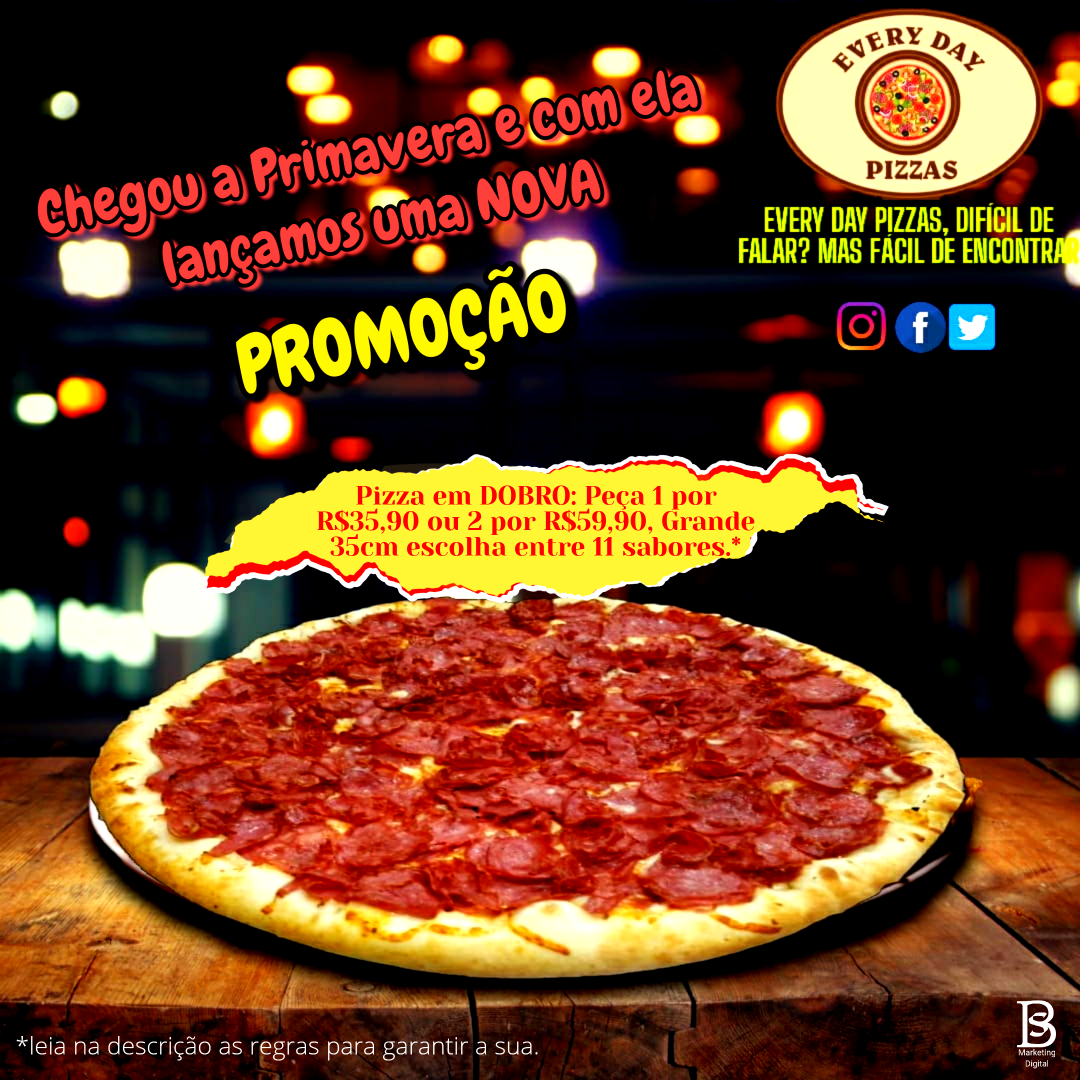 Chegou a Primavera e com ela
lançamos uma NOVA
PROMOÇÃO
EVERY DAY
PIZZAS
EVERY DAY PIZZAS, DIFÍCIL DE
FALAR? MAS FÁCIL DE ENCONTRAR
Pizza em DOBRO: Peça 1 por
R$35,90 ou 2 por R$59,90, Grande
35cm escolha entre 11 sabores.*
*leia na descrição as regras para garantir a sua.
BS
Marketing
Digital